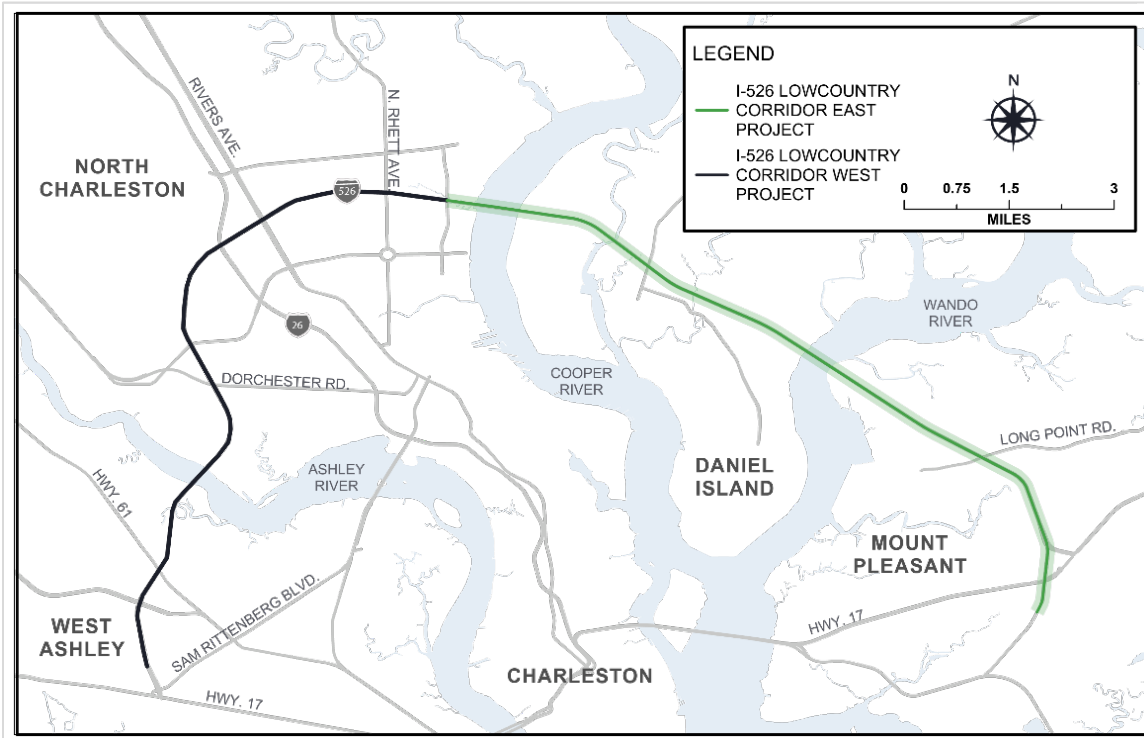 LEGEND
I-526 LOWCOUNTRY
CORRIDOR EAST
PROJECT
I-526 LOWCOUNTRY
CORRIDOR WEST
PROJECT
N
0 0.75 1.5 3
MILES
RIVERS AVE.
N. RHETT AVE.
NORTH
CHARLESTON
526
26
WANDO
RIVER
COOPER
RIVER
DORCHESTER RD.
LONG POINT RD.
ASHLEY
RIVER
DANIEL
ISLAND
HWY. 61
MOUNT
PLEASANT
SAM RITTENBERG BLVD.
WEST
ASHLEY
HWY. 17
CHARLESTON
HWY. 17